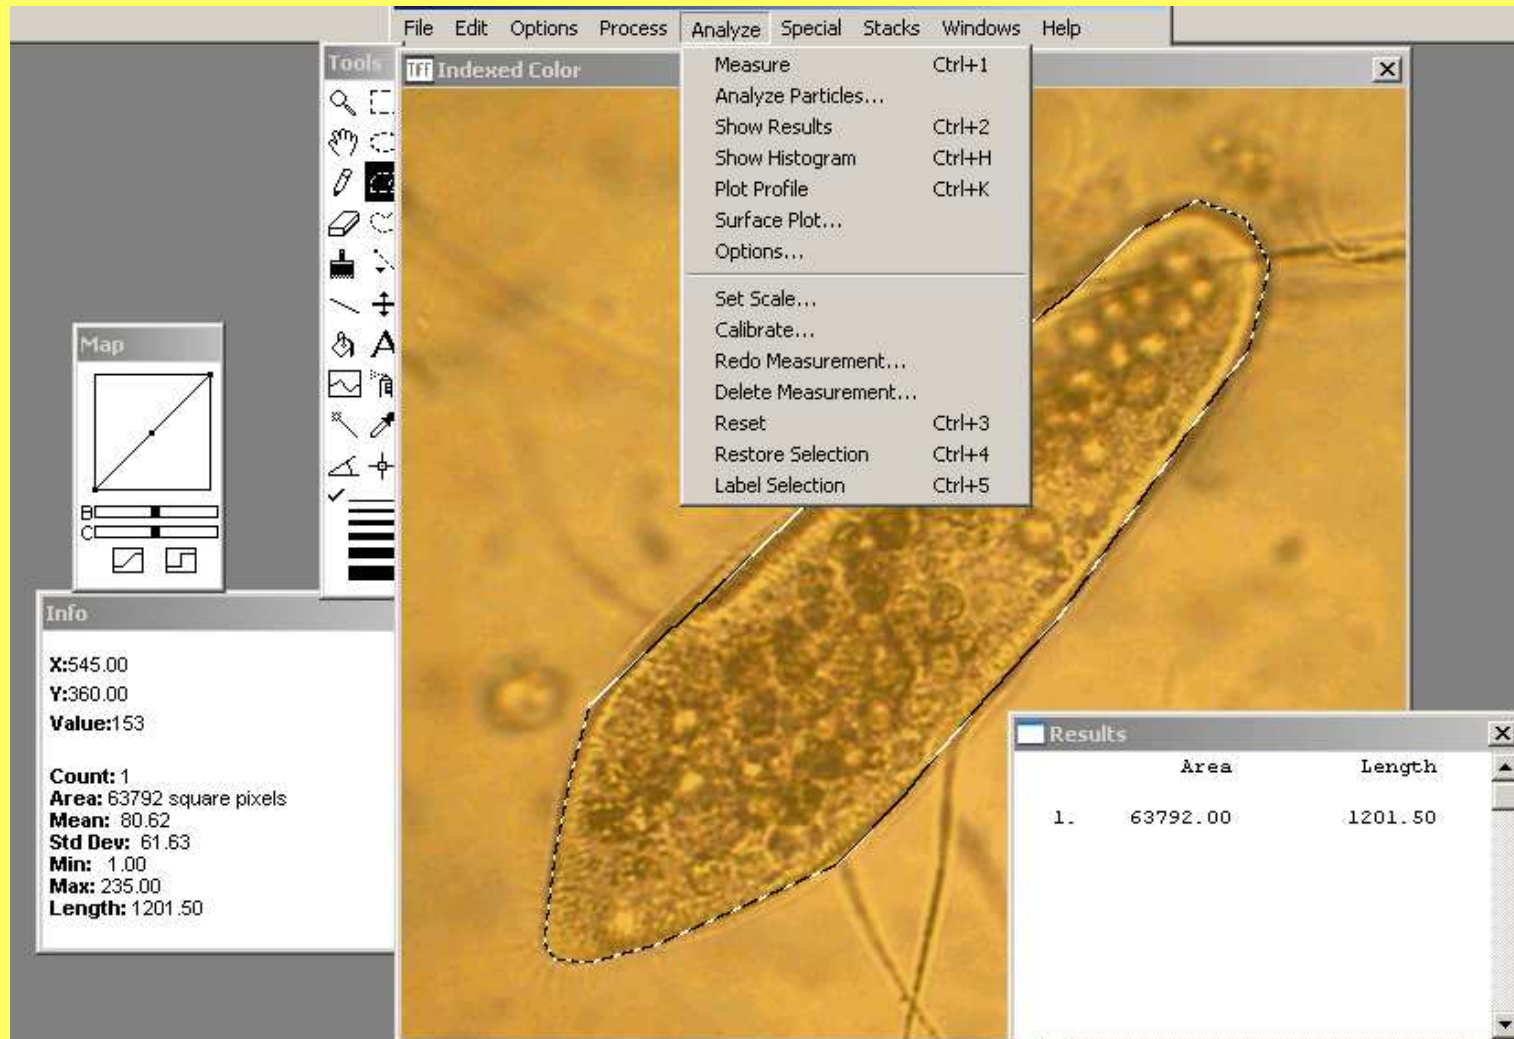 File Edit Options Process Analyze Special Stacks Windows Help
Tools
TIFF Indexed Color
Measure Ctrl+1
Analyze Particles...
Show Results Ctrl+2
Show Histogram Ctrl+H
Plot Profile Ctrl+K
Surface Plot...
Options...
Set Scale...
Calibrate...
Redo Measurement...
Delete Measurement...
Reset Ctrl+3
Restore Selection Ctrl+4
Label Selection Ctrl+5
A
Map
B
C
Info
X:545.00
Y:360.00
Value:153
Count: 1
Area: 63792 square pixels
Mean: 80.62
Std Dev: 61.63
Min: 1.00
Max: 235.00
Length: 1201.50
Results
Area Length
1. 63792.00 1201.50